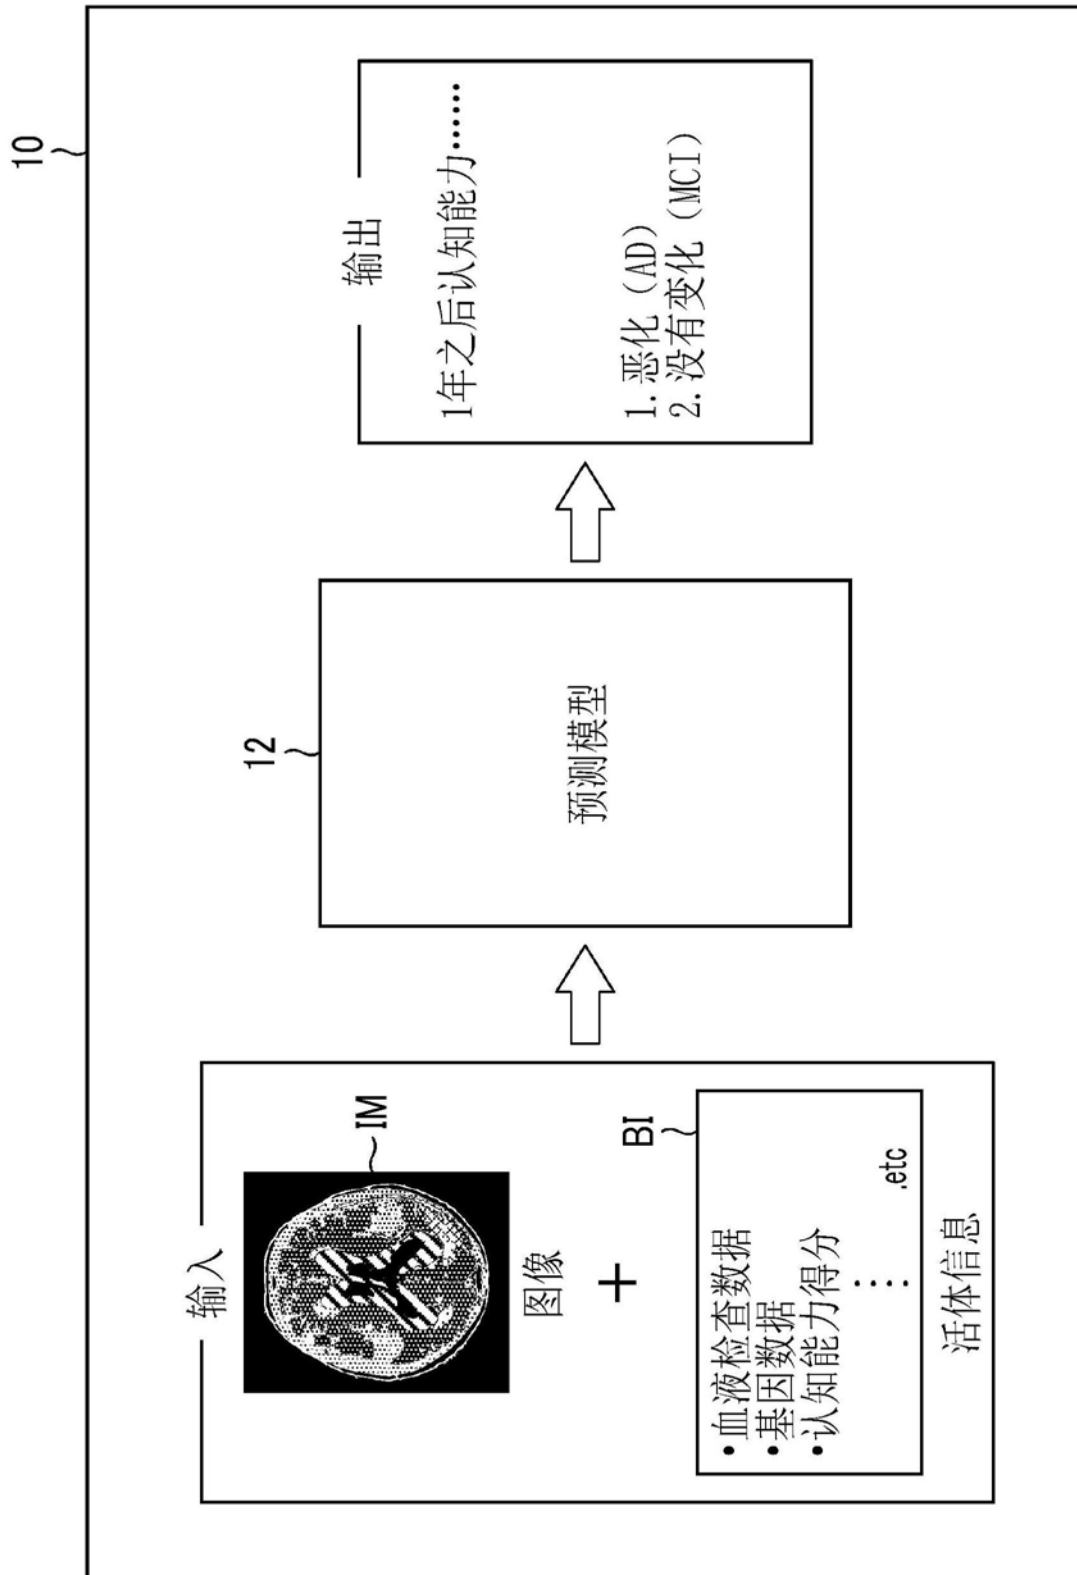 10
输入
IM
图像
+
BI
•血液检查数据
•基因数据
•认知能力得分
⋮ .etc
活体信息
12
预测模型
输出
1年之后认知能力……
1.恶化 (AD)
2.没有变化 (MCI)